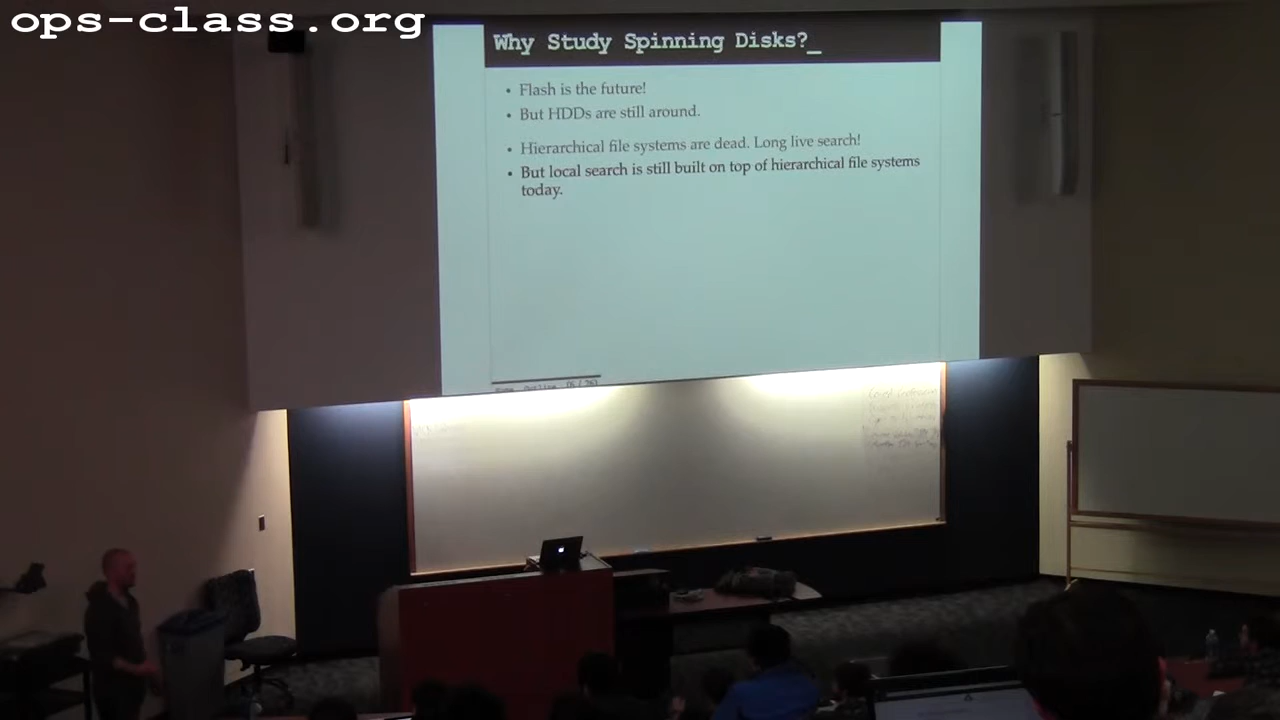 ops-class.org
Why Study Spinning Disks?_
• Flash is the future!
• But HDDs are still around.
• Hierarchical file systems are dead. Long live search!
• But local search is still built on top of hierarchical file systems
today.